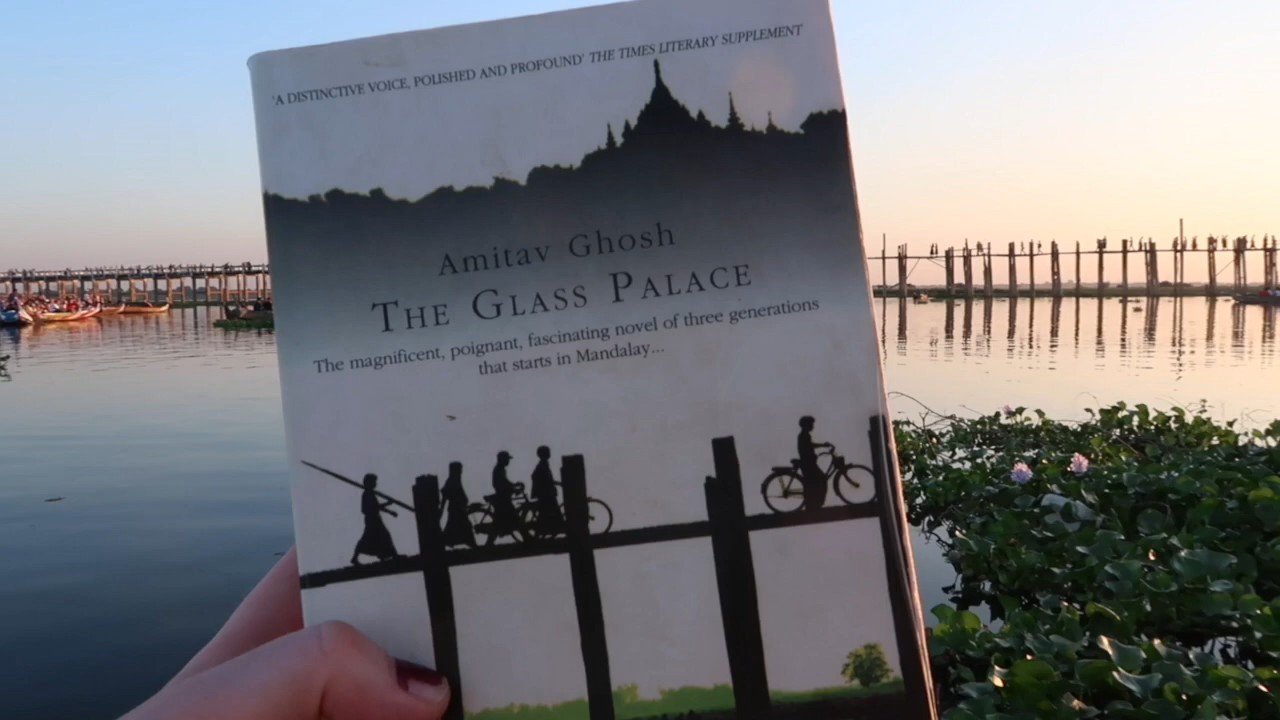 'A DISTINCTIVE VOICE, POLISHED AND PROFOUND' THE TIMES LITERARY SUPPLEMENT
Amitav Ghosh
THE GLASS PALACE
The magnificent, poignant, fascinating novel of three generations
that starts in Mandalay...